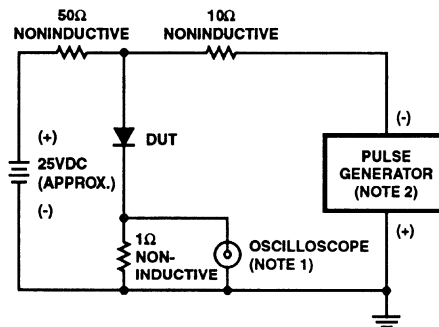 50Ω
NONINDUCTIVE
10Ω
NONINDUCTIVE
(+)
25VDC
(APPROX.)
(-)
DUT
1Ω
NON-
INDUCTIVE
OSCILLOSCOPE
(NOTE 1)
(-)
PULSE
GENERATOR
(NOTE 2)
(+)